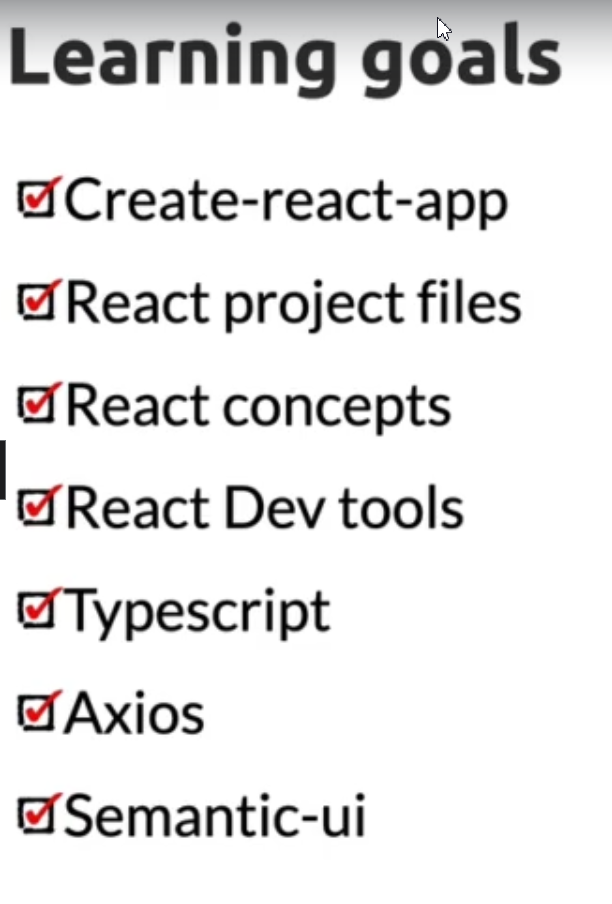 Learning goals
Create-react-app
React project files
React concepts
React Dev tools
Typescript
Axios
Semantic-ui